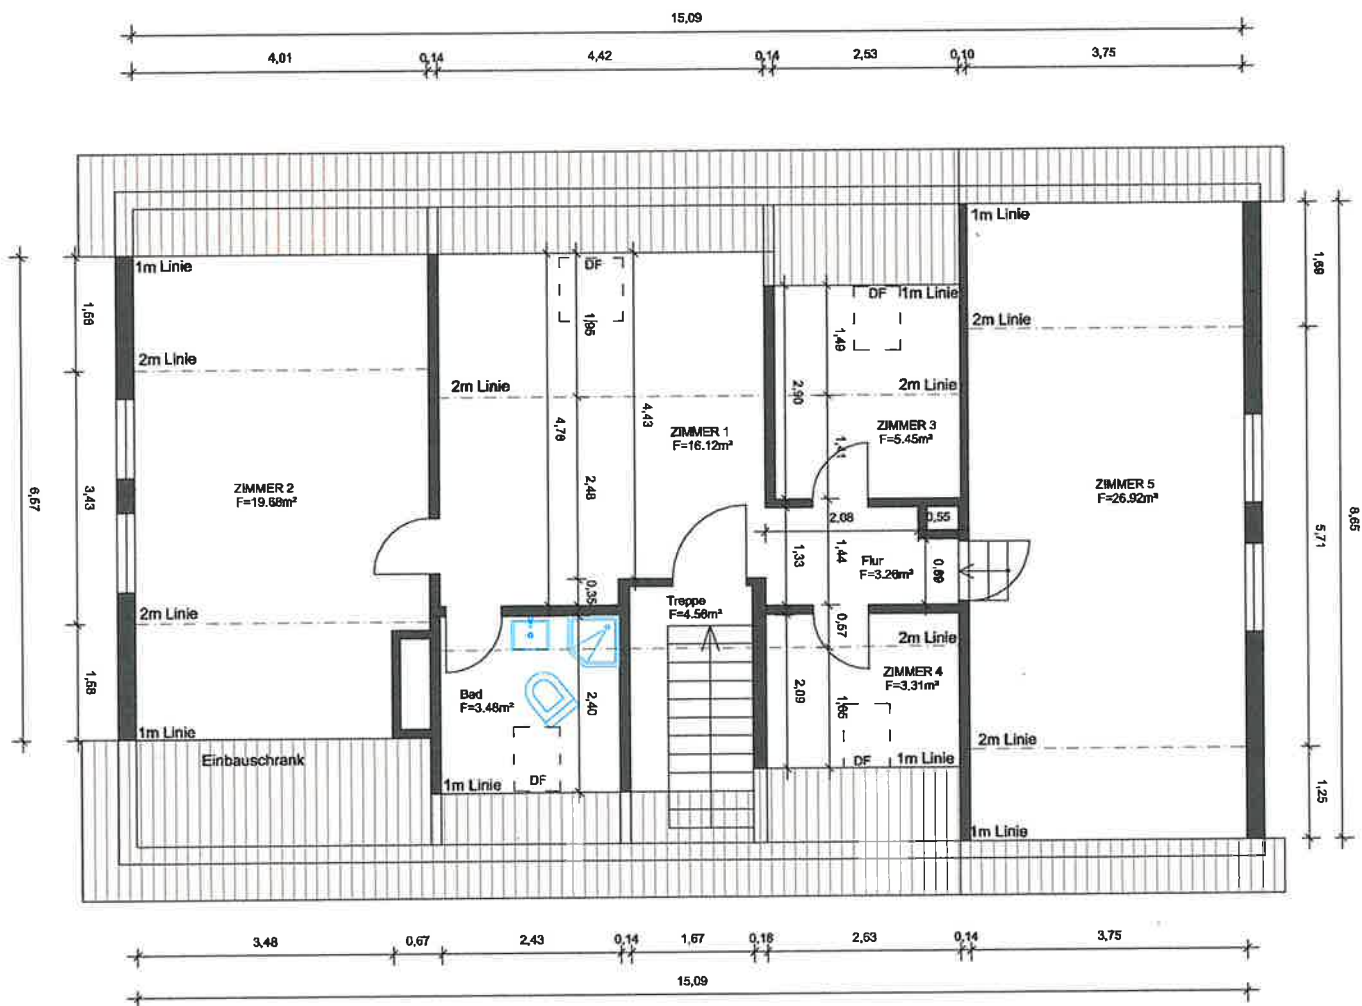 15,09
4,01
0,14
4,42
0,14
2,53
0,10
3,75
1m Linie
DF
DF
1m Linie
1m Linie
1,69
1,95
1,49
2m Linie
2m Linie
2m Linie
2m Linie
2,90
4,78
4,43
ZIMMER 1
F=16.12m²
ZIMMER 3
F=5.45m²
ZIMMER 2
F=19.68m²
ZIMMER 5
F=26.92m²
6,57
3,43
2,48
2,08
0,55
5,71
8,65
1,33
1,44
Flur
F=3.26m²
0,35
Treppe
F=4.56m²
2m Linie
0,57
2m Linie
1,58
Bad
F=3.48m²
2,40
2,09
ZIMMER 4
F=3.31m²
2m Linie
1m Linie
Einbauschrank
1m Linie
DF
DF
1m Linie
1m Linie
1,25
3,48
0,67
2,43
0,14
1,67
0,16
2,63
0,14
3,75
15,09